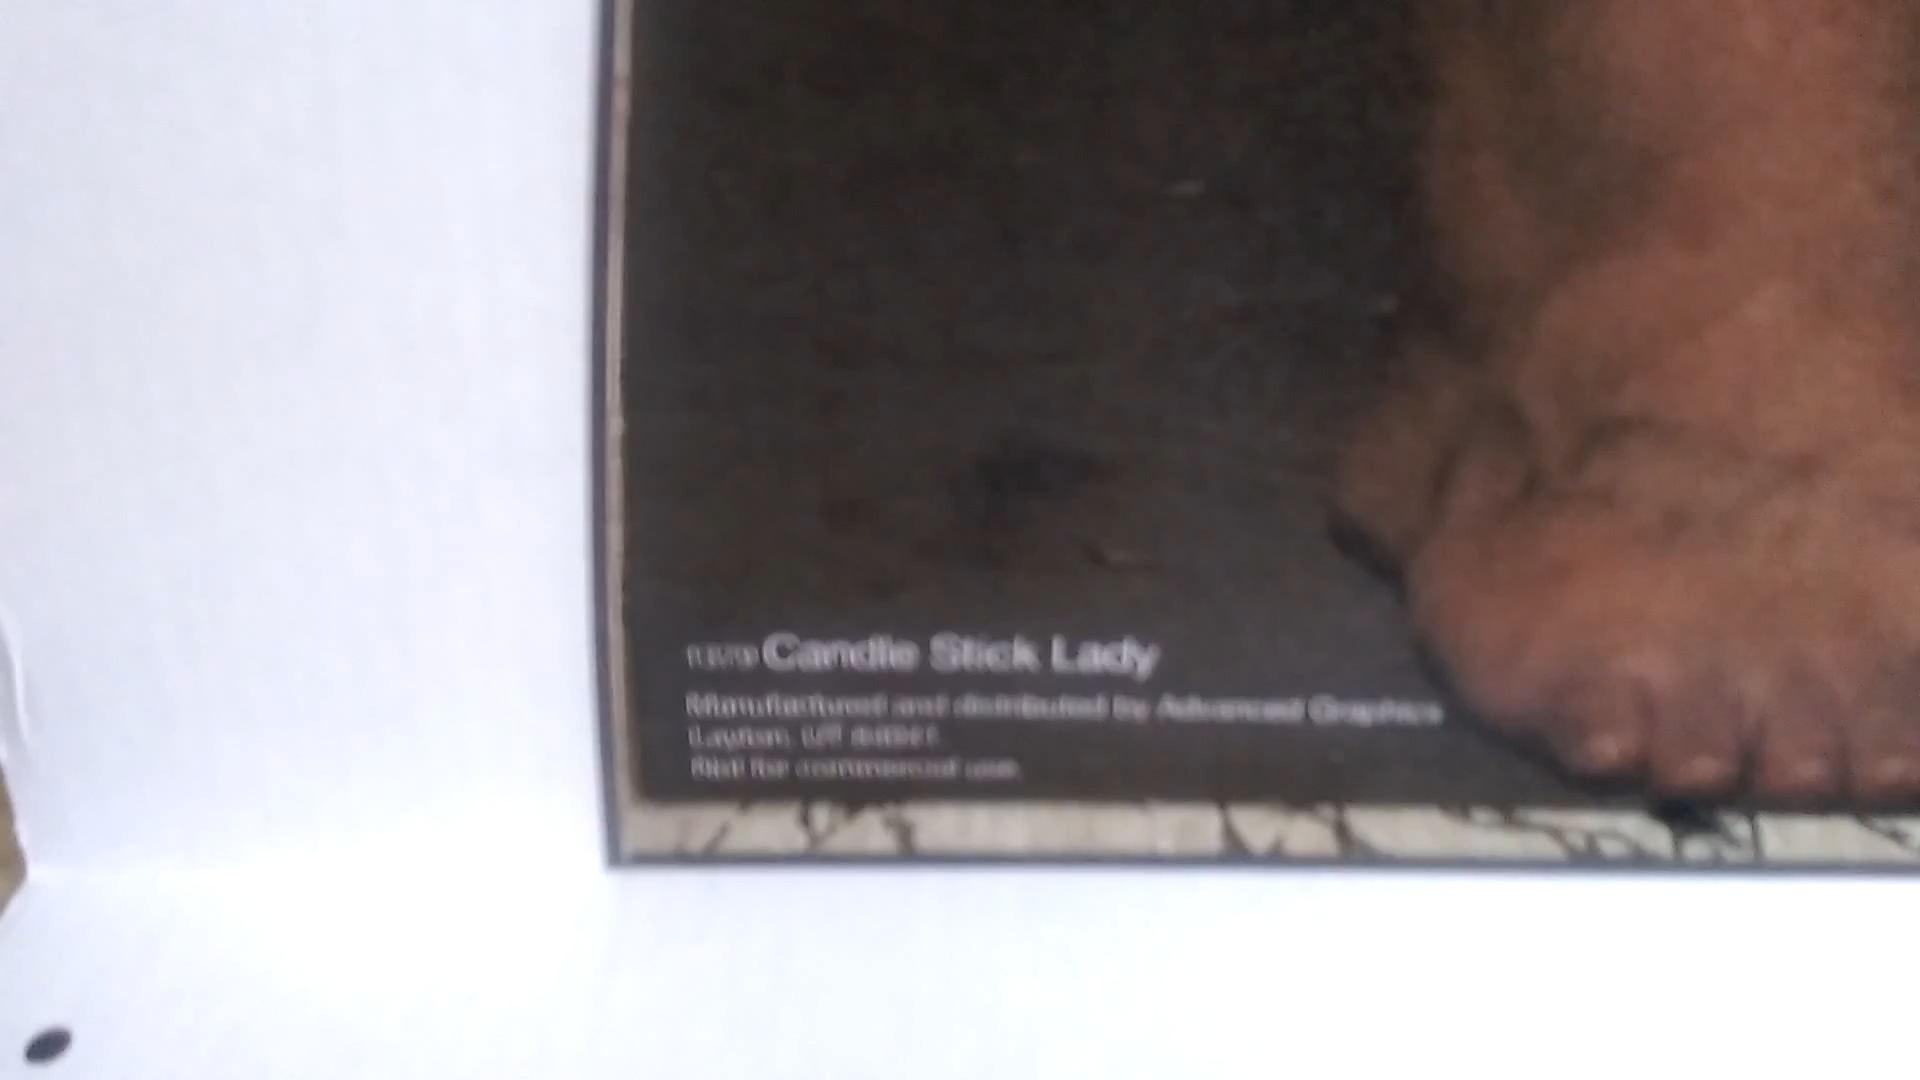 Candle Stick Lady
Manufactured and distributed by Advanced Graphics
Layton, UT
Not for commercial use.